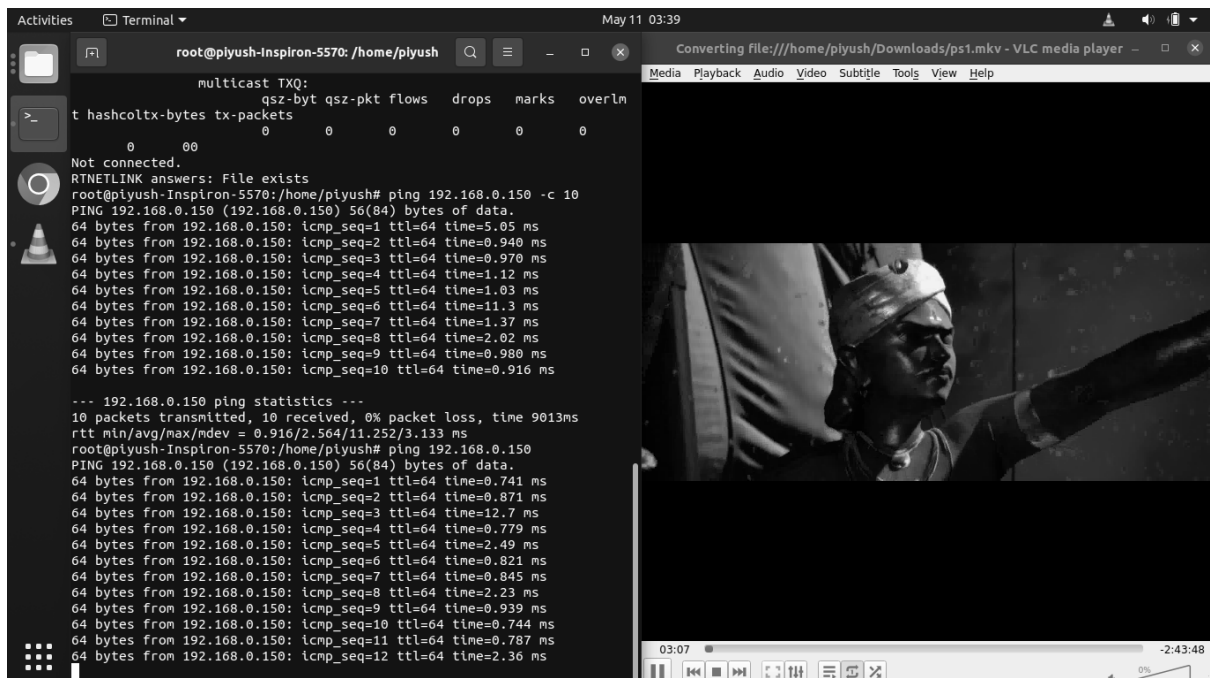 Activities
Terminal
May 11 03:39
root@piyush-Inspiron-5570: /home/piyush
multicast TXQ:
qsz-byt qsz-pkt flows drops marks overlm
t hashcoltx-bytes tx-packets
0 0 0 0 0 0
0 00
Not connected.
RTNETLINK answers: File exists
root@piyush-Inspiron-5570:/home/piyush# ping 192.168.0.150 -c 10
PING 192.168.0.150 (192.168.0.150) 56(84) bytes of data.
64 bytes from 192.168.0.150: icmp_seq=1 ttl=64 time=5.05 ms
64 bytes from 192.168.0.150: icmp_seq=2 ttl=64 time=0.940 ms
64 bytes from 192.168.0.150: icmp_seq=3 ttl=64 time=0.970 ms
64 bytes from 192.168.0.150: icmp_seq=4 ttl=64 time=1.12 ms
64 bytes from 192.168.0.150: icmp_seq=5 ttl=64 time=1.03 ms
64 bytes from 192.168.0.150: icmp_seq=6 ttl=64 time=11.3 ms
64 bytes from 192.168.0.150: icmp_seq=7 ttl=64 time=1.37 ms
64 bytes from 192.168.0.150: icmp_seq=8 ttl=64 time=2.02 ms
64 bytes from 192.168.0.150: icmp_seq=9 ttl=64 time=0.980 ms
64 bytes from 192.168.0.150: icmp_seq=10 ttl=64 time=0.916 ms
--- 192.168.0.150 ping statistics ---
10 packets transmitted, 10 received, 0% packet loss, time 9013ms
rtt min/avg/max/mdev = 0.916/2.564/11.252/3.133 ms
root@piyush-Inspiron-5570:/home/piyush# ping 192.168.0.150
PING 192.168.0.150 (192.168.0.150) 56(84) bytes of data.
64 bytes from 192.168.0.150: icmp_seq=1 ttl=64 time=0.741 ms
64 bytes from 192.168.0.150: icmp_seq=2 ttl=64 time=0.871 ms
64 bytes from 192.168.0.150: icmp_seq=3 ttl=64 time=12.7 ms
64 bytes from 192.168.0.150: icmp_seq=4 ttl=64 time=0.779 ms
64 bytes from 192.168.0.150: icmp_seq=5 ttl=64 time=2.49 ms
64 bytes from 192.168.0.150: icmp_seq=6 ttl=64 time=0.821 ms
64 bytes from 192.168.0.150: icmp_seq=7 ttl=64 time=0.845 ms
64 bytes from 192.168.0.150: icmp_seq=8 ttl=64 time=2.23 ms
64 bytes from 192.168.0.150: icmp_seq=9 ttl=64 time=0.939 ms
64 bytes from 192.168.0.150: icmp_seq=10 ttl=64 time=0.744 ms
64 bytes from 192.168.0.150: icmp_seq=11 ttl=64 time=0.787 ms
64 bytes from 192.168.0.150: icmp_seq=12 ttl=64 time=2.36 ms
Converting file:///home/piyush/Downloads/ps1.mkv - VLC media player
Media Playback Audio Video Subtitle Tools View Help
03:07
-2:43:48
0%